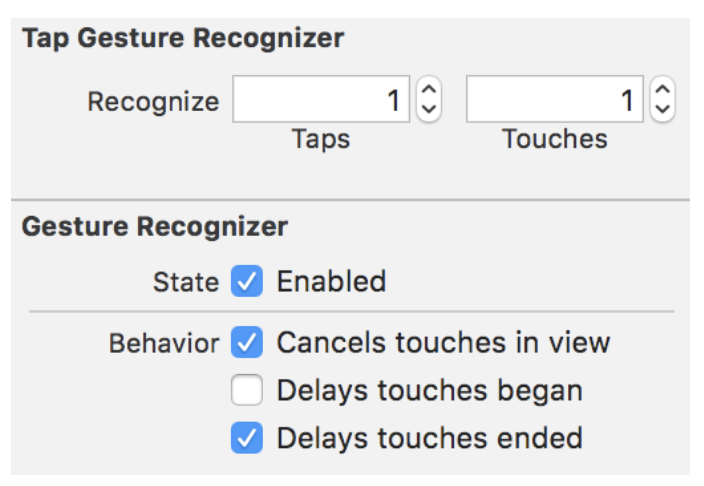 Tap Gesture Recognizer
Recognize 1 1
Taps Touches
Gesture Recognizer
State Enabled
Behavior Cancels touches in view
Delays touches began
Delays touches ended